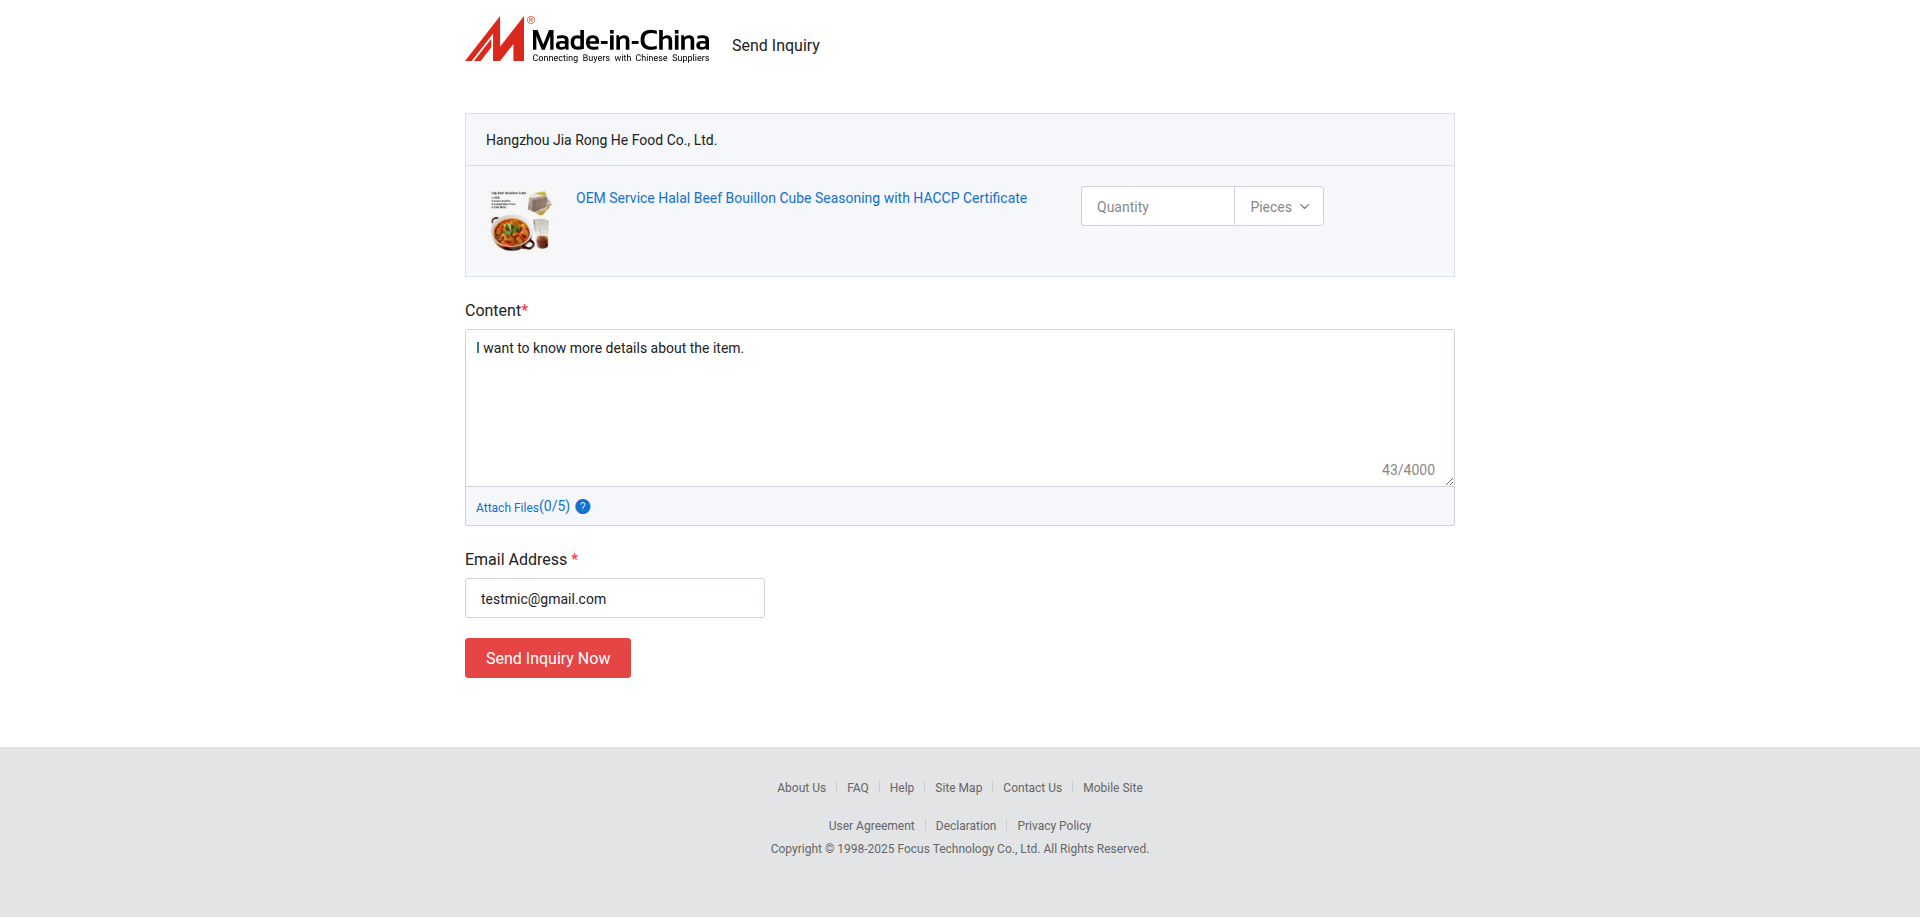 Made-in-China ®
Connecting Buyers with Chinese Suppliers
Send Inquiry
Hangzhou Jia Rong He Food Co., Ltd.
OEM Service Halal Beef Bouillon Cube Seasoning with HACCP Certificate
Quantity
Pieces
Content*
I want to know more details about the item.
43/4000
Attach Files(0/5) ?
Email Address *
testmic@gmail.com
Send Inquiry Now
About Us FAQ Help Site Map Contact Us Mobile Site
User Agreement Declaration Privacy Policy
Copyright © 1998-2025 Focus Technology Co., Ltd. All Rights Reserved.